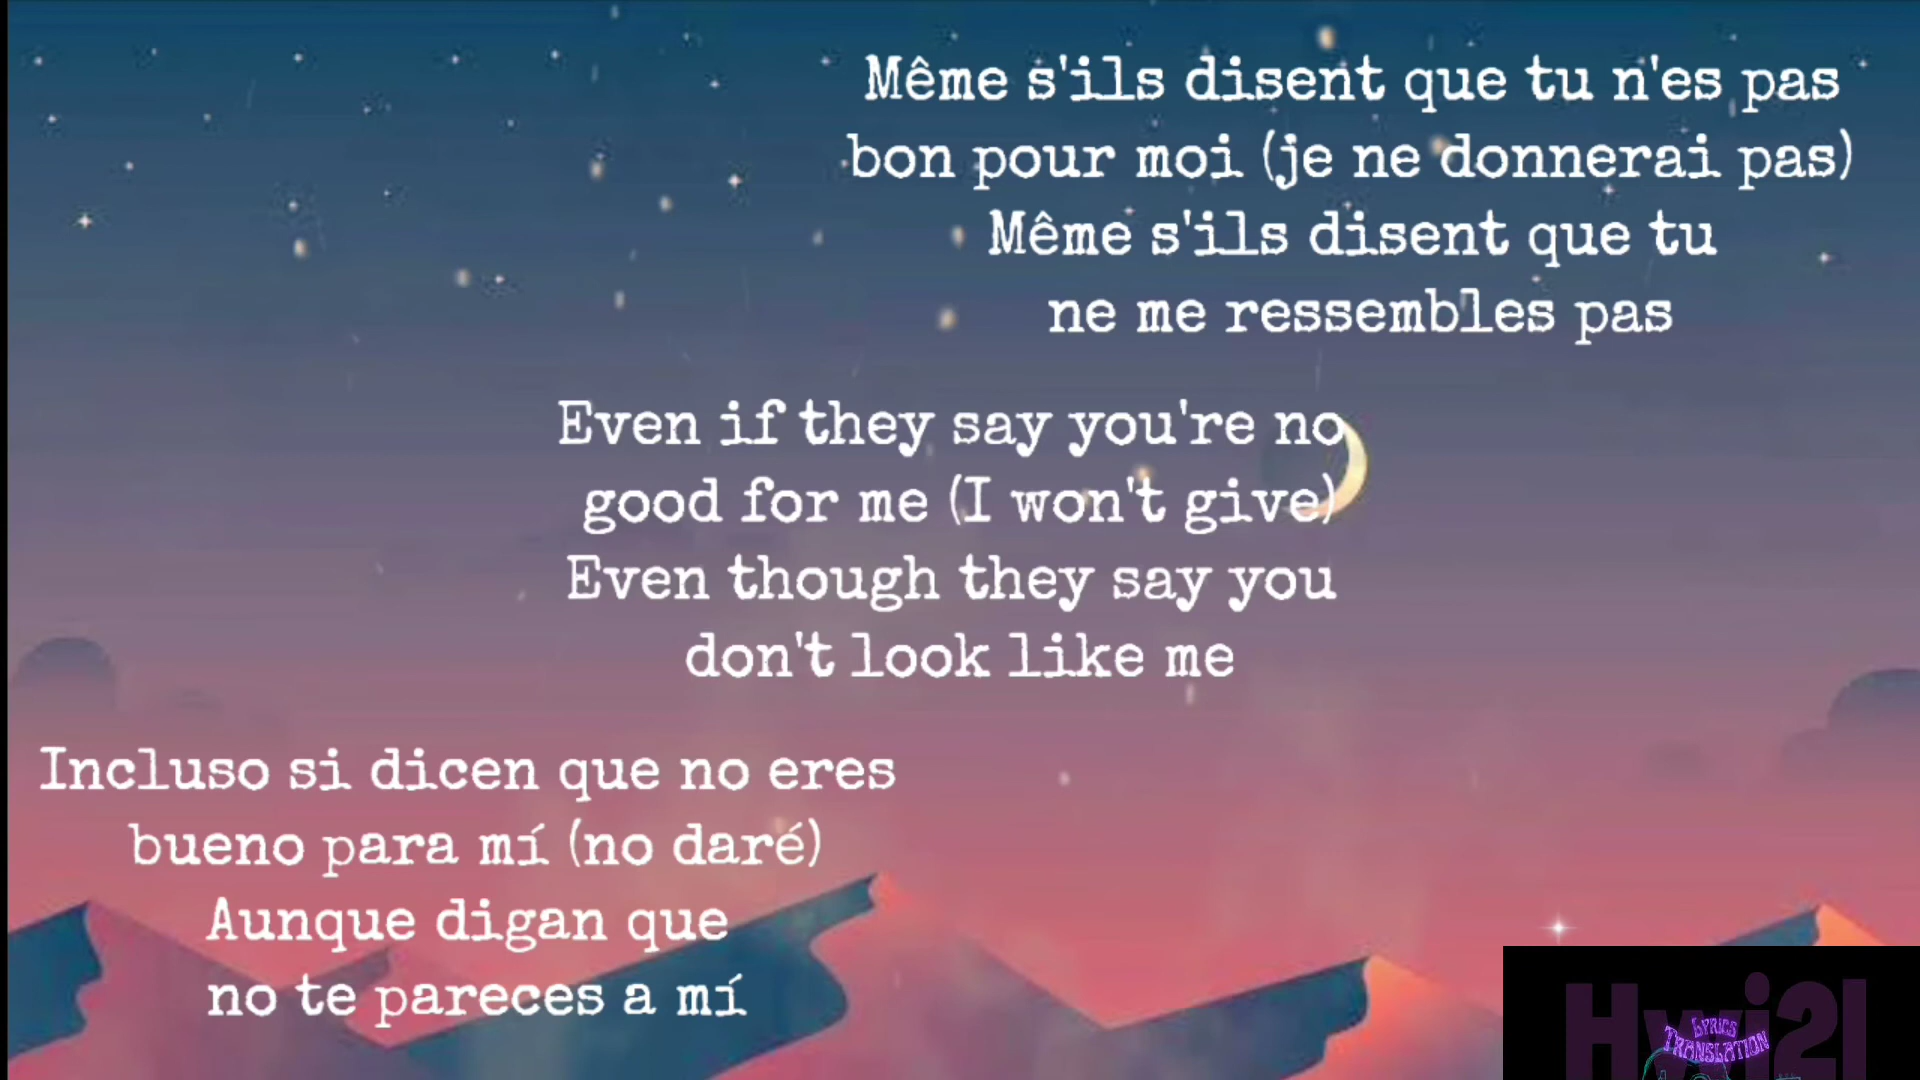 Même s'ils disent que tu n'es pas
bon pour moi (je ne donnerai pas)
Même s'ils disent que tu
ne me ressembles pas
Even if they say you're no
good for me (I won't give)
Even though they say you
don't look like me
Incluso si dicen que no eres
bueno para mí (no daré)
Aunque digan que
no te pareces a mí
Hwi2l
LYRICS
TRANSLATION